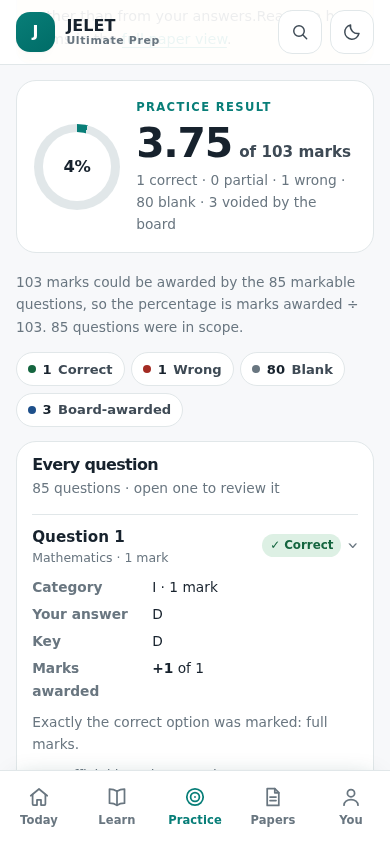 J
JELET
Ultimate Prep
PRACTICE RESULT
4%
3.75 of 103 marks
1 correct · 0 partial · 1 wrong ·
80 blank · 3 voided by the
board
103 marks could be awarded by the 85 markable
questions, so the percentage is marks awarded ÷
103. 85 questions were in scope.
1 Correct
1 Wrong
80 Blank
3 Board-awarded
Every question
85 questions · open one to review it
Question 1
Mathematics · 1 mark
✓ Correct
Category I · 1 mark
Your answer D
Key D
Marks
awarded
+1 of 1
Exactly the correct option was marked: full
marks.
Today
Learn
Practice
Papers
You